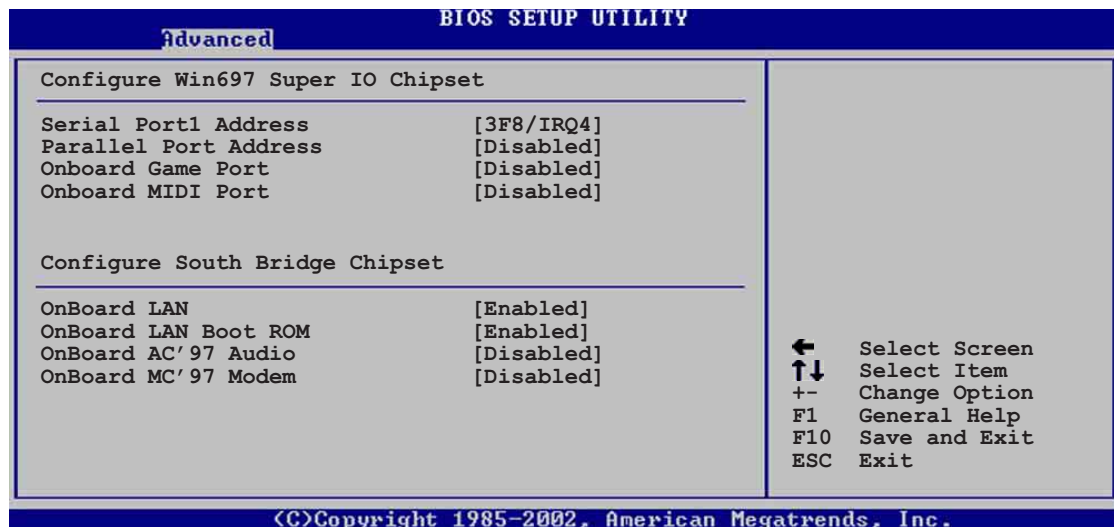 BIOS SETUP UTILITY
Advanced
Configure Win697 Super IO Chipset
Serial Port1 Address [3F8/IRQ4]
Parallel Port Address [Disabled]
Onboard Game Port [Disabled]
Onboard MIDI Port [Disabled]
Configure South Bridge Chipset
OnBoard LAN [Enabled]
OnBoard LAN Boot ROM [Enabled]
OnBoard AC’97 Audio [Disabled]
OnBoard MC’97 Modem [Disabled]
← Select Screen
↑↓ Select Item
+- Change Option
F1 General Help
F10 Save and Exit
ESC Exit
(C)Copyright 1985-2002, American Megatrends, Inc.